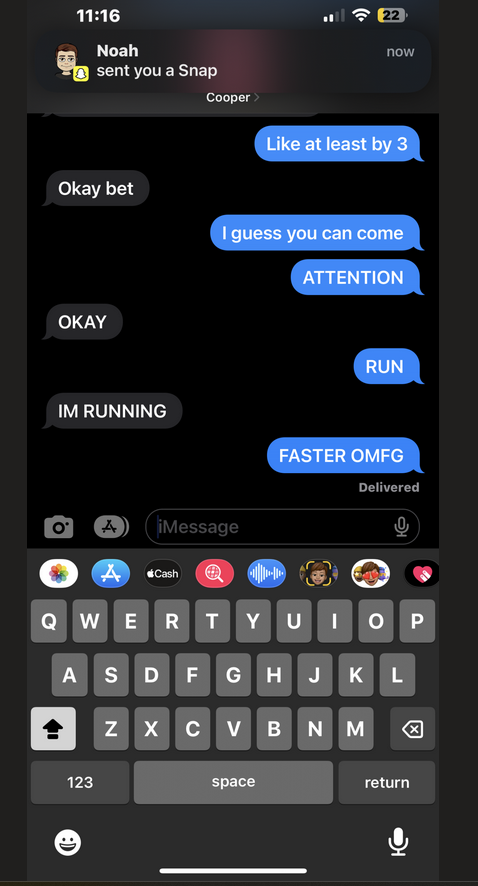 11:16
22
Noah
now
sent you a Snap
Cooper
Like at least by 3
Okay bet
I guess you can come
ATTENTION
OKAY
RUN
IM RUNNING
FASTER OMFG
Delivered
iMessage
Cash
Q W E R T Y U I O P
A S D F G H J K L
Z X C V B N M
123 space return